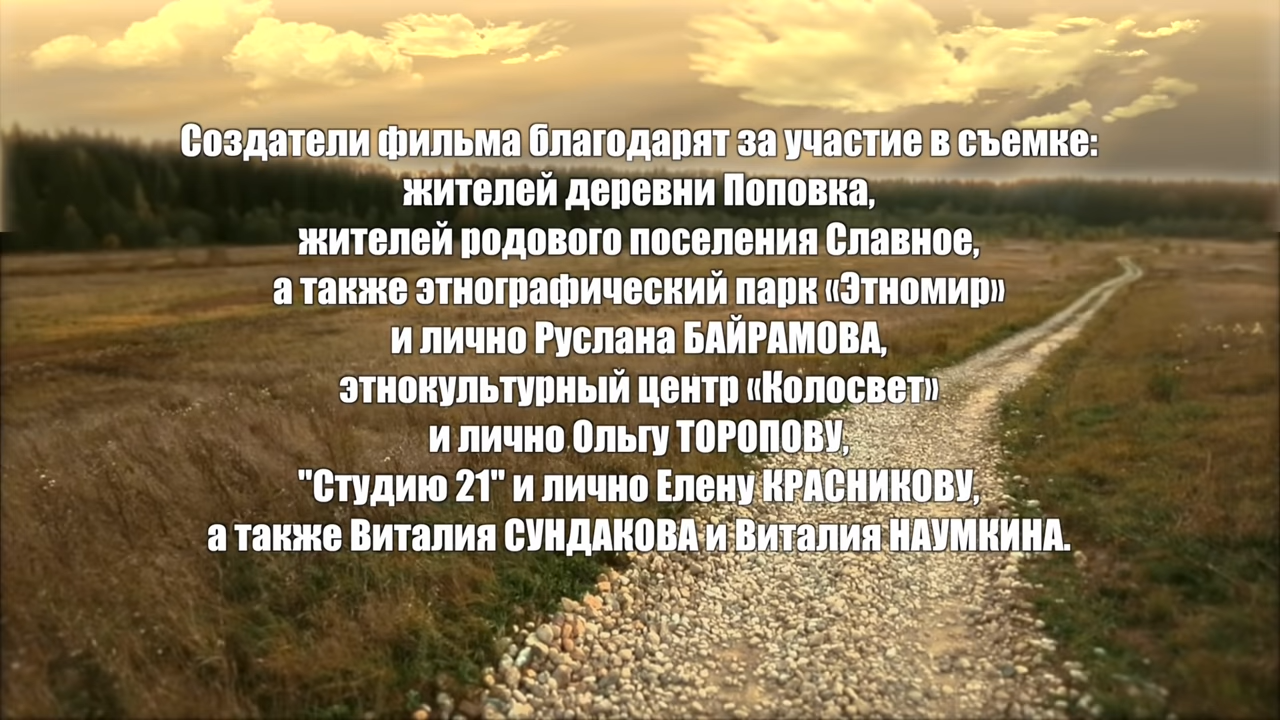 Создатели фильма благодарят за участие в съемке:
жителей деревни Поповка,
жителей родового поселения Славное,
а также этнографический парк «Этномир»
и лично Руслана БАЙРАМОВА,
этнокультурный центр «Колосвет»
и лично Ольгу ТОРОПОВУ,
"Студию 21" и лично Елену КРАСНИКОВУ,
а также Виталия СУНДАКОВА и Виталия НАУМКИНА.